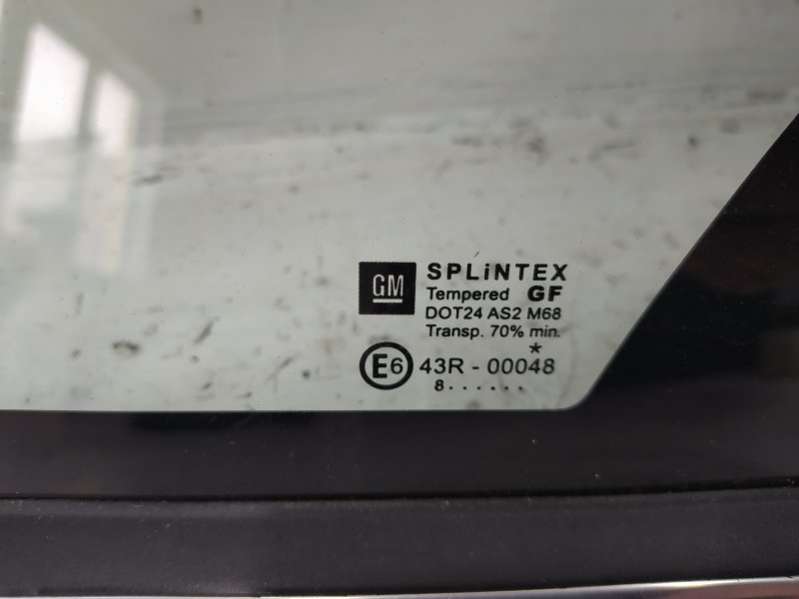 GM
SPLiNTEX
Tempered GF
DOT24 AS2 M68
Transp. 70% min.
*
E6 43R - 00048
8......